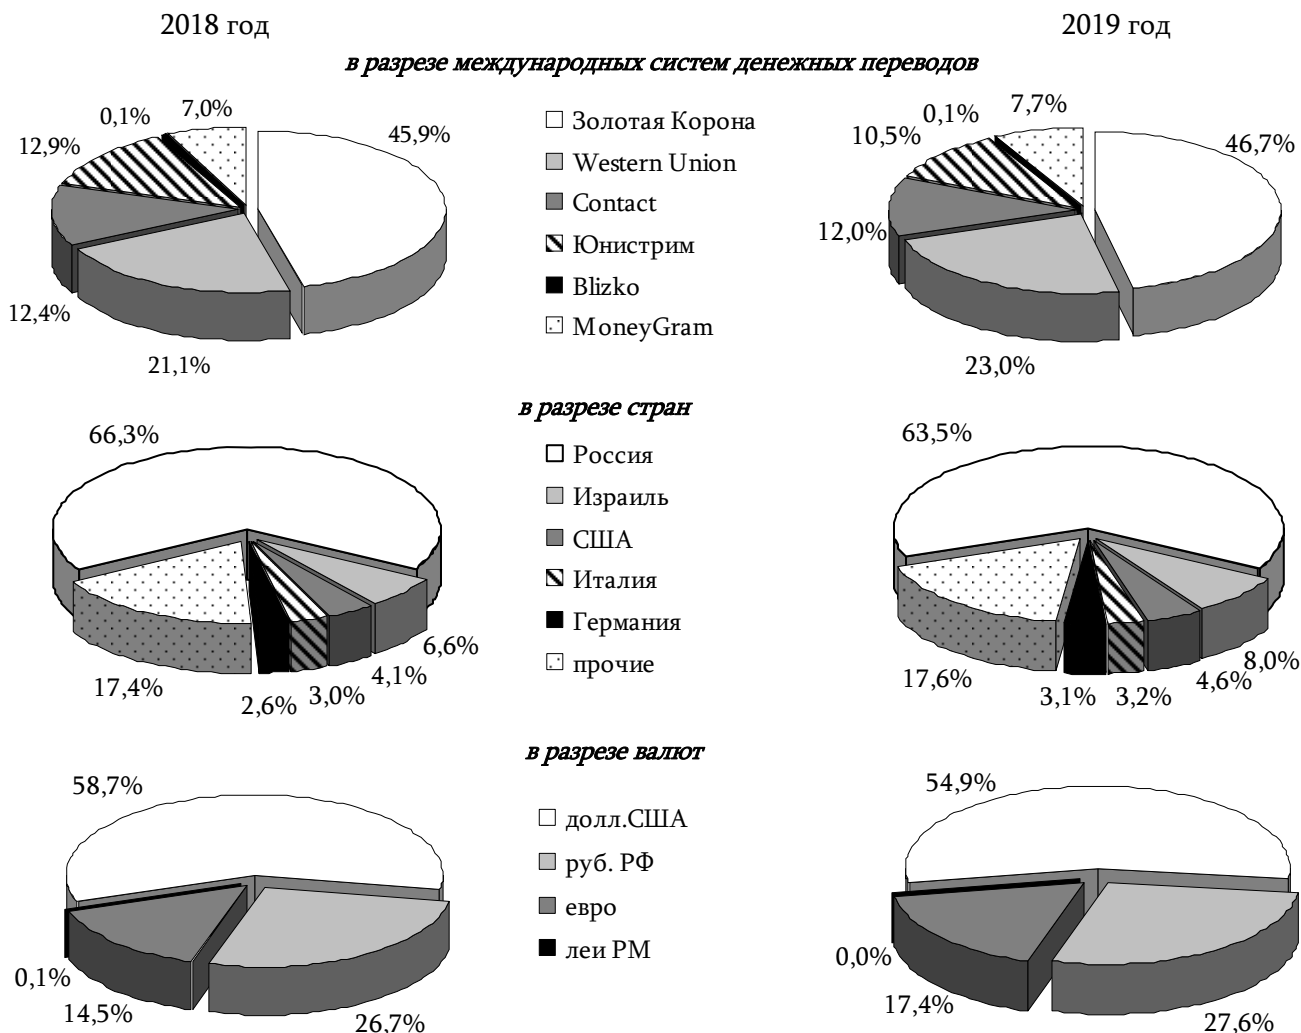 2018 год
2019 год
в разрезе международных систем денежных переводов
0,1%
7,0%
12,9%
45,9%
12,4%
21,1%
Золотая Корона
Western Union
Contact
Юнистрим
Blizko
MoneyGram
0,1%
7,7%
10,5%
46,7%
12,0%
23,0%
в разрезе стран
66,3%
17,4%
2,6%
3,0%
4,1%
6,6%
Россия
Израиль
США
Италия
Германия
прочие
63,5%
17,6%
3,1%
3,2%
4,6%
8,0%
в разрезе валют
58,7%
0,1%
14,5%
26,7%
долл.США
руб. РФ
евро
леи РМ
54,9%
0,0%
17,4%
27,6%